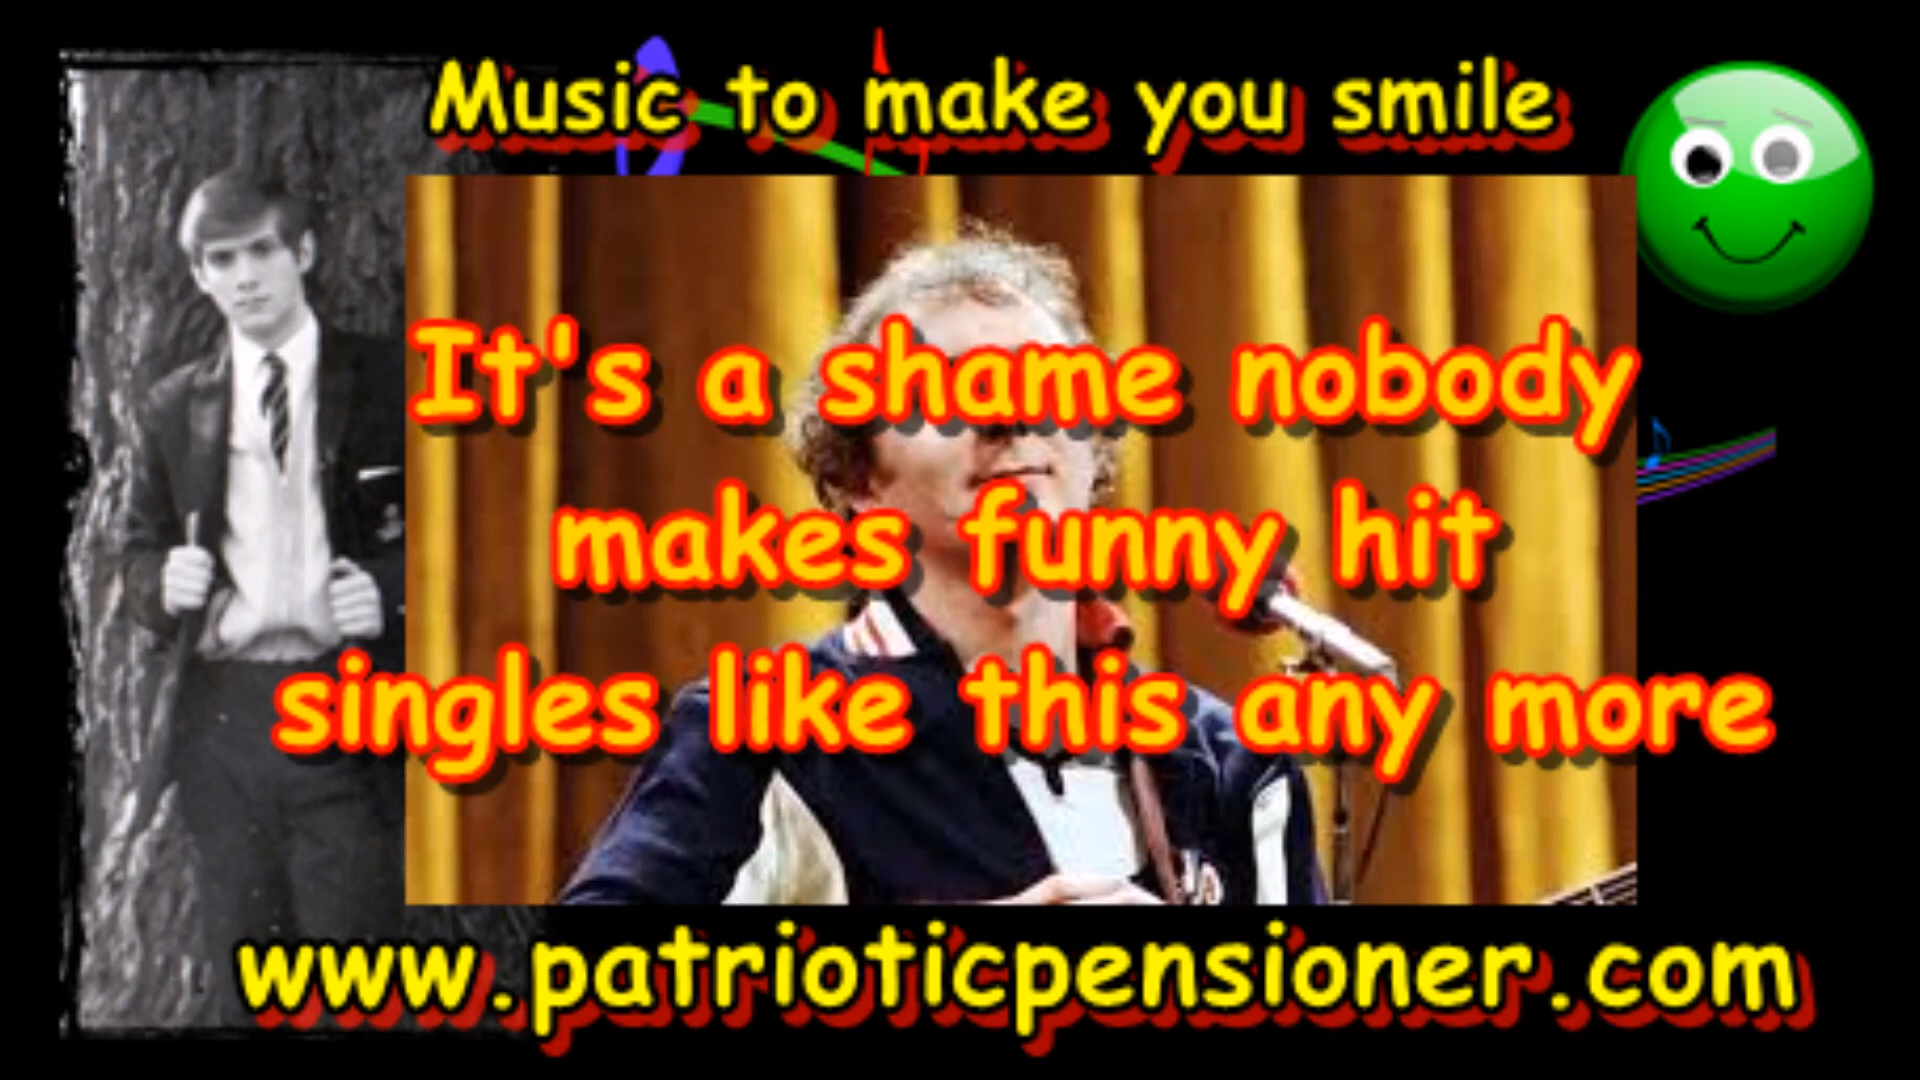 Music to make you smile
It's a shame nobody
makes funny hit
singles like this any more
www.patrioticpensioner.com